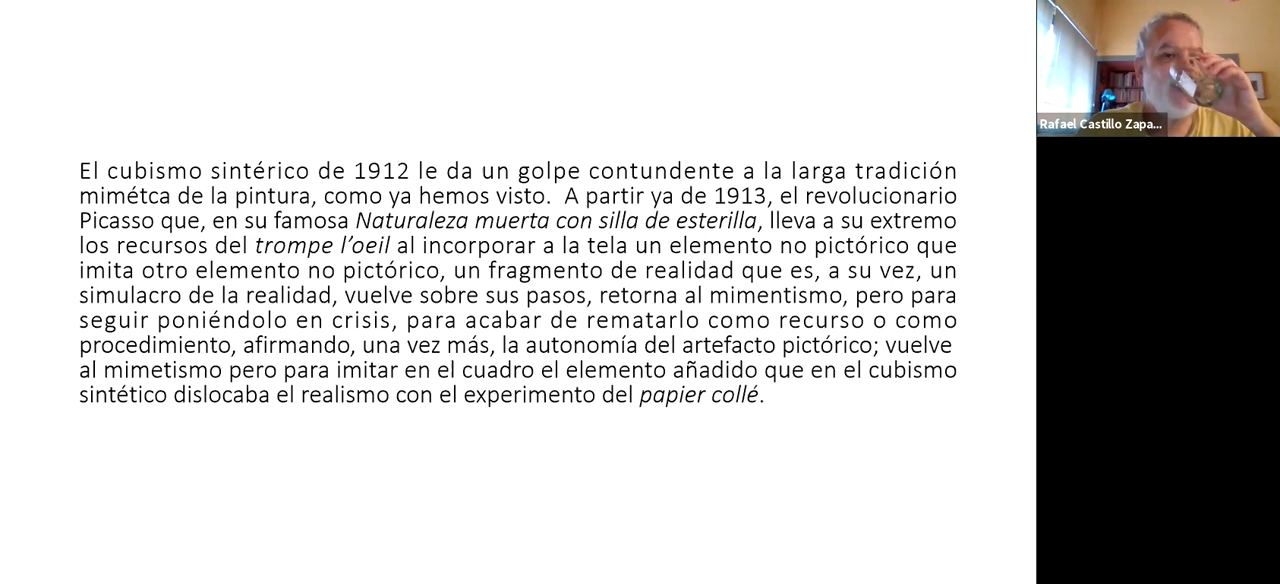 El cubismo sintérico de 1912 le da un golpe contundente a la larga tradición
mimétca de la pintura, como ya hemos visto.  A partir ya de 1913, el revolucionario
Picasso que, en su famosa Naturaleza muerta con silla de esterilla, lleva a su extremo
los recursos del trompe l’oeil al incorporar a la tela un elemento no pictórico que
imita otro elemento no pictórico, un fragmento de realidad que es, a su vez, un
simulacro de la realidad, vuelve sobre sus pasos, retorna al mimentismo, pero para
seguir poniéndolo en crisis, para acabar de rematarlo como recurso o como
procedimiento, afirmando, una vez más, la autonomía del artefacto pictórico; vuelve
al mimetismo pero para imitar en el cuadro el elemento añadido que en el cubismo
sintético dislocaba el realismo con el experimento del papier collé.
Rafael Castillo Zapa...